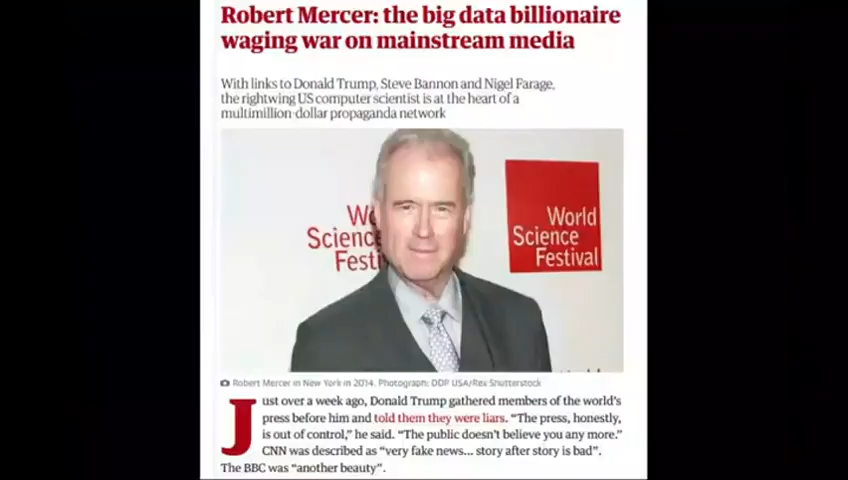 Robert Mercer: the big data billionaire
waging war on mainstream media
With links to Donald Trump, Steve Bannon and Nigel Farage,
the rightwing US computer scientist is at the heart of a
multimillion-dollar propaganda network
World
Science
Festival
Wo
Science
Festi
Robert Mercer in New York in 2014. Photograph: DDP USA/Rex Shutterstock
Just over a week ago, Donald Trump gathered members of the world's
press before him and told them they were liars. “The press, honestly,
is out of control,” he said. “The public doesn't believe you any more.”
CNN was described as “very fake news... story after story is bad”.
The BBC was “another beauty”.